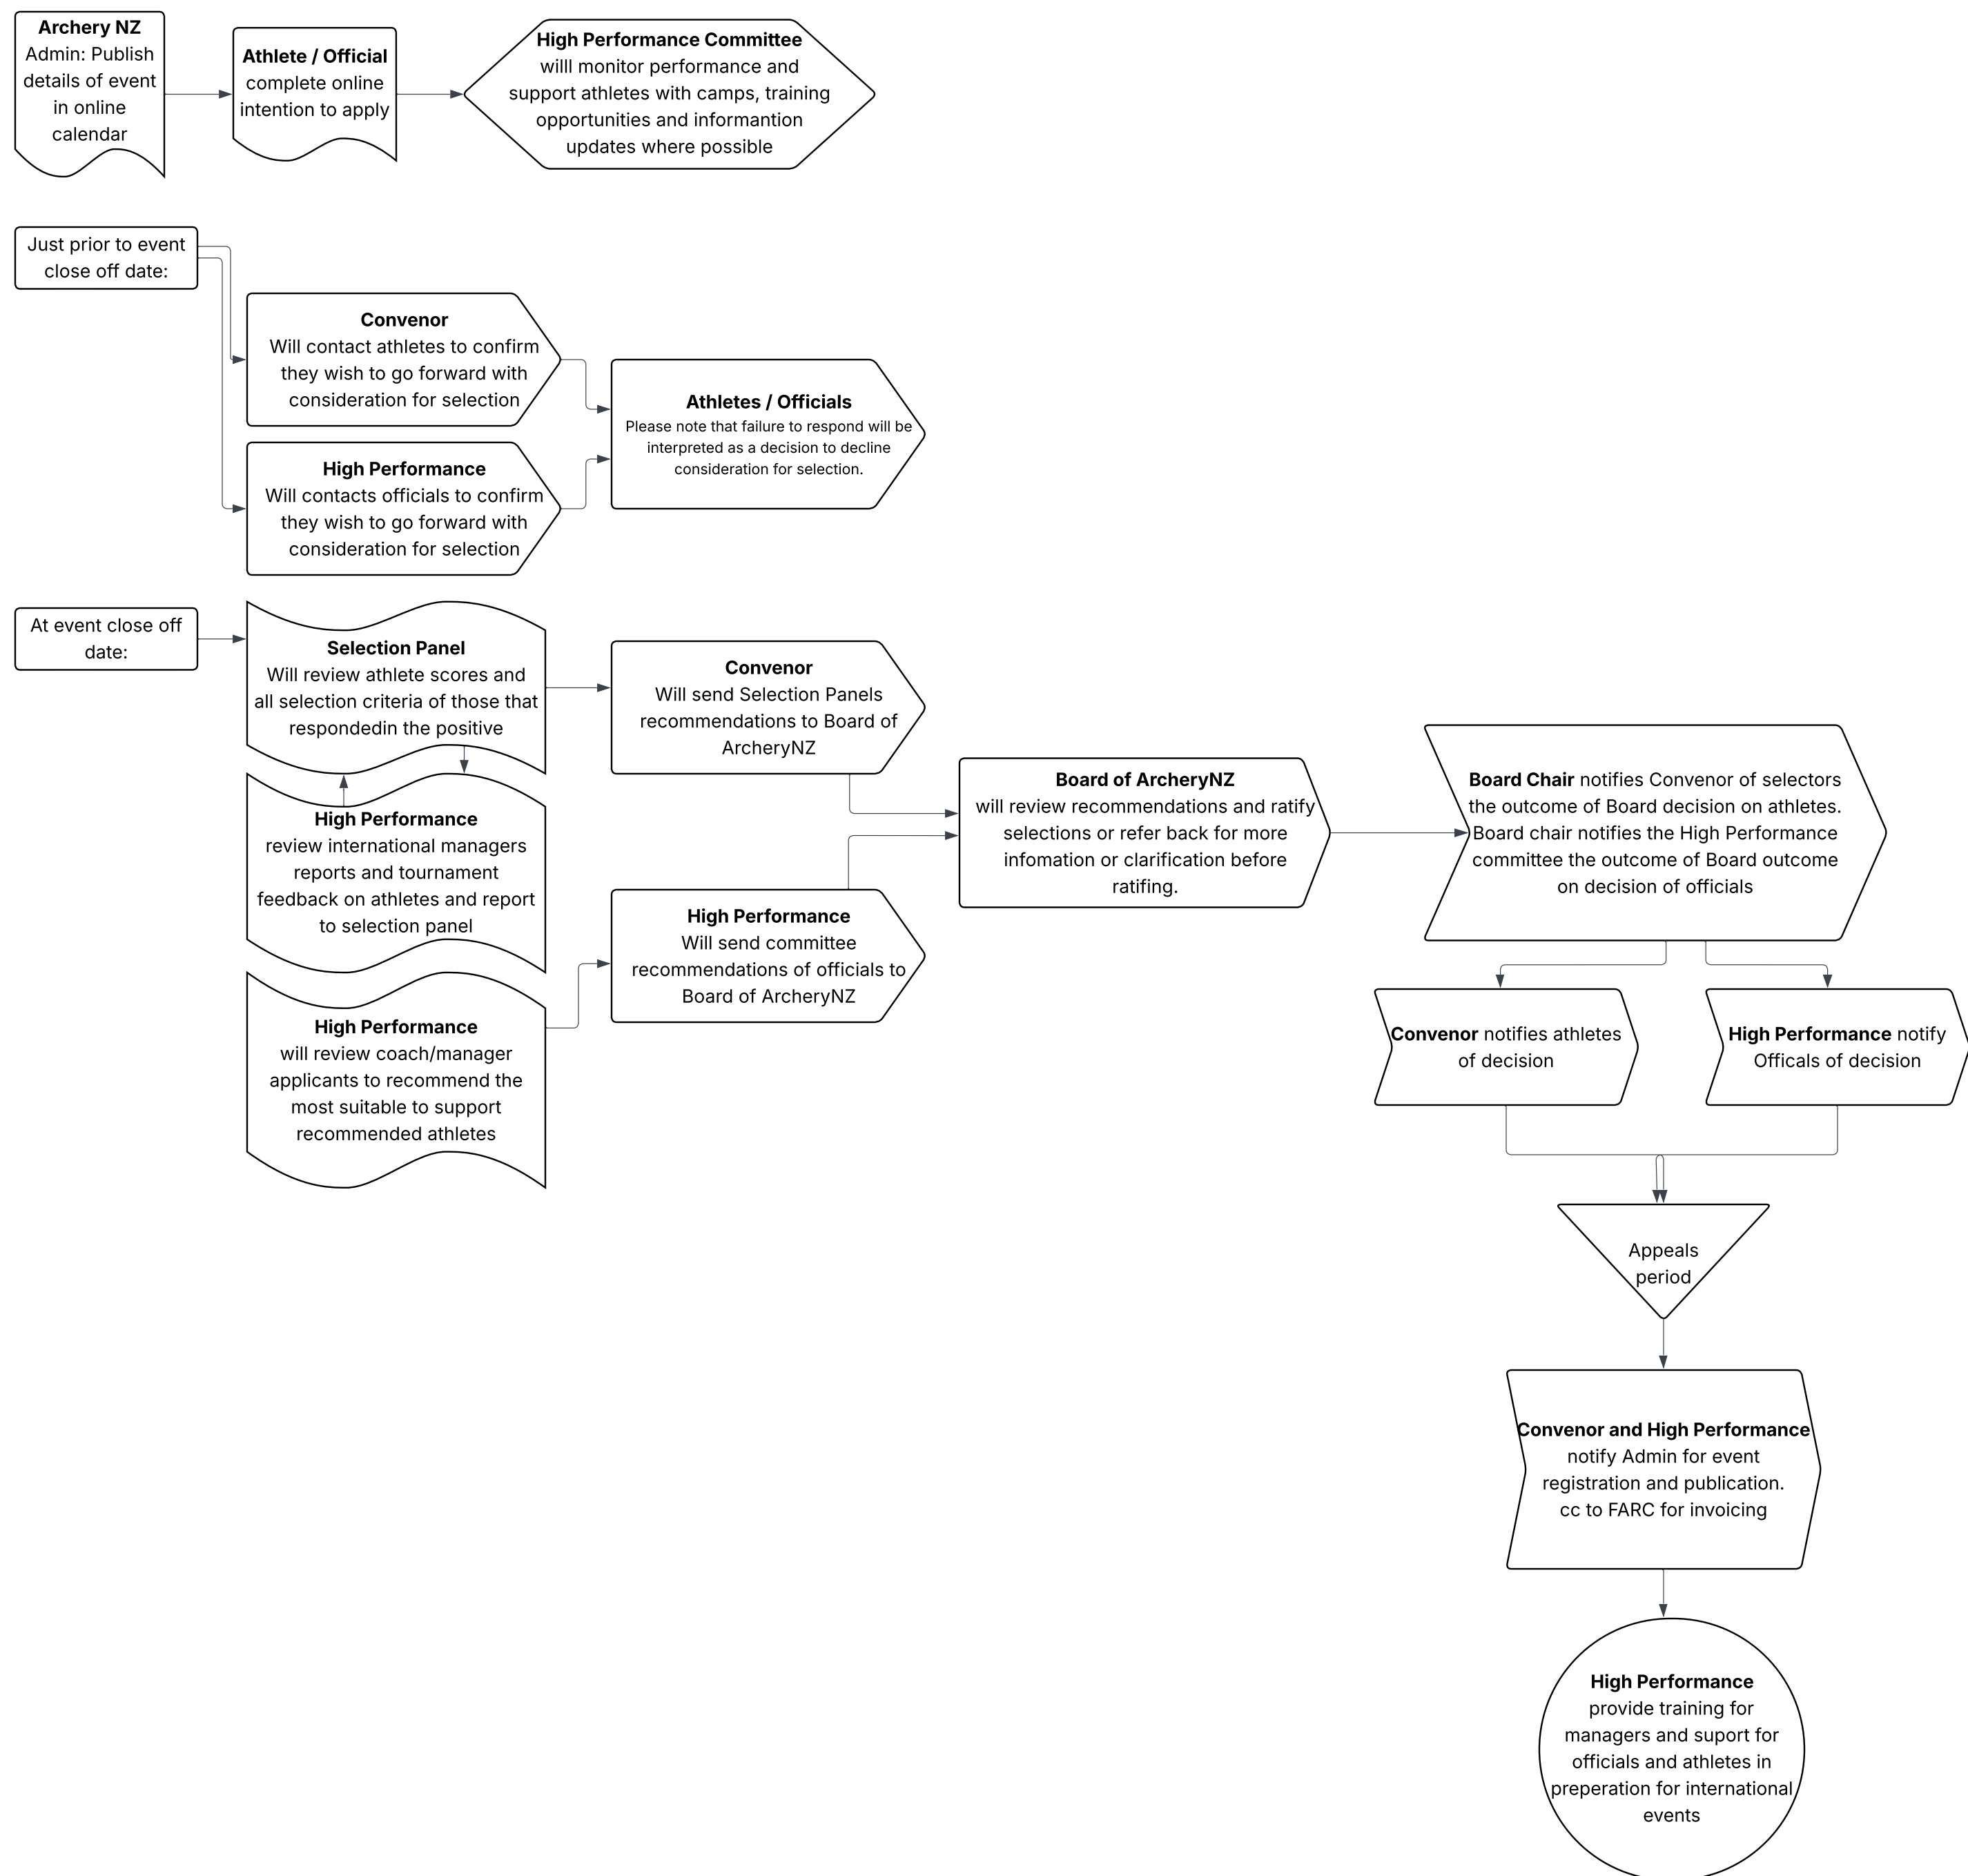 Archery NZ
Admin: Publish
details of event
in online
calendar
Athlete / Official
complete online
intention to apply
High Performance Committee
willl monitor performance and
support athletes with camps, training
opportunities and informantion
updates where possible
Just prior to event
close off date:
Convenor
Will contact athletes to confirm
they wish to go forward with
consideration for selection
High Performance
Will contacts officials to confirm
they wish to go forward with
consideration for selection
Athletes / Officials
Please note that failure to respond will be
interpreted as a decision to decline
consideration for selection.
At event close off
date:
Selection Panel
Will review athlete scores and
all selection criteria of those that
respondedin the positive
High Performance
review international managers
reports and tournament
feedback on athletes and report
to selection panel
High Performance
will review coach/manager
applicants to recommend the
most suitable to support
recommended athletes
Convenor
Will send Selection Panels
recommendations to Board of
ArcheryNZ
High Performance
Will send committee
recommendations of officials to
Board of ArcheryNZ
Board of ArcheryNZ
will review recommendations and ratify
selections or refer back for more
infomation or clarification before
ratifing.
Board Chair notifies Convenor of selectors
the outcome of Board decision on athletes.
Board chair notifies the High Performance
committee the outcome of Board outcome
on decision of officials
Convenor notifies athletes
of decision
High Performance notify
Officals of decision
Appeals
period
Convenor and High Performance
notify Admin for event
registration and publication.
cc to FARC for invoicing
High Performance
provide training for
managers and suport for
officials and athletes in
preperation for international
events